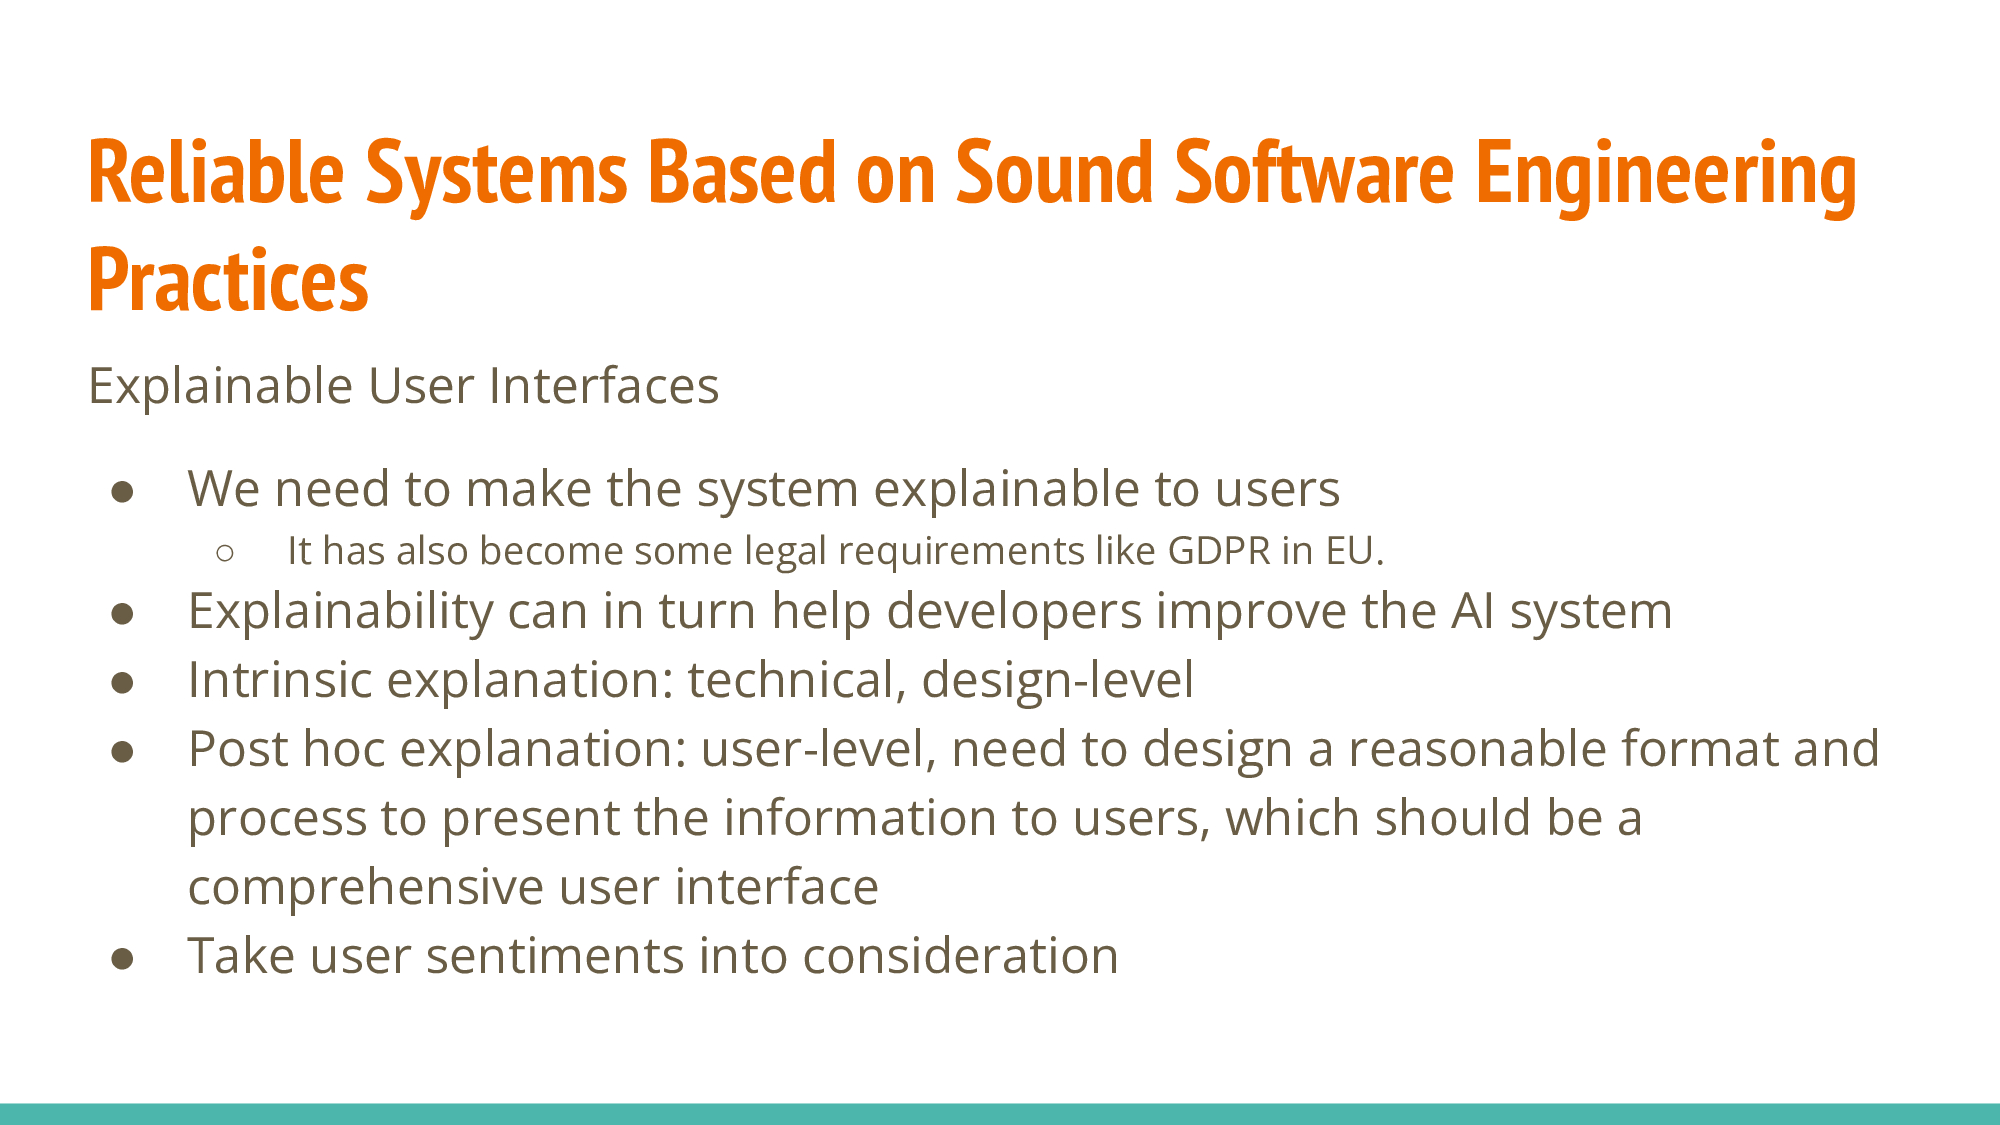 Reliable Systems Based on Sound Software Engineering
Practices
Explainable User Interfaces
● We need to make the system explainable to users
○ It has also become some legal requirements like GDPR in EU.
● Explainability can in turn help developers improve the AI system
● Intrinsic explanation: technical, design-level
● Post hoc explanation: user-level, need to design a reasonable format and
process to present the information to users, which should be a
comprehensive user interface
● Take user sentiments into consideration